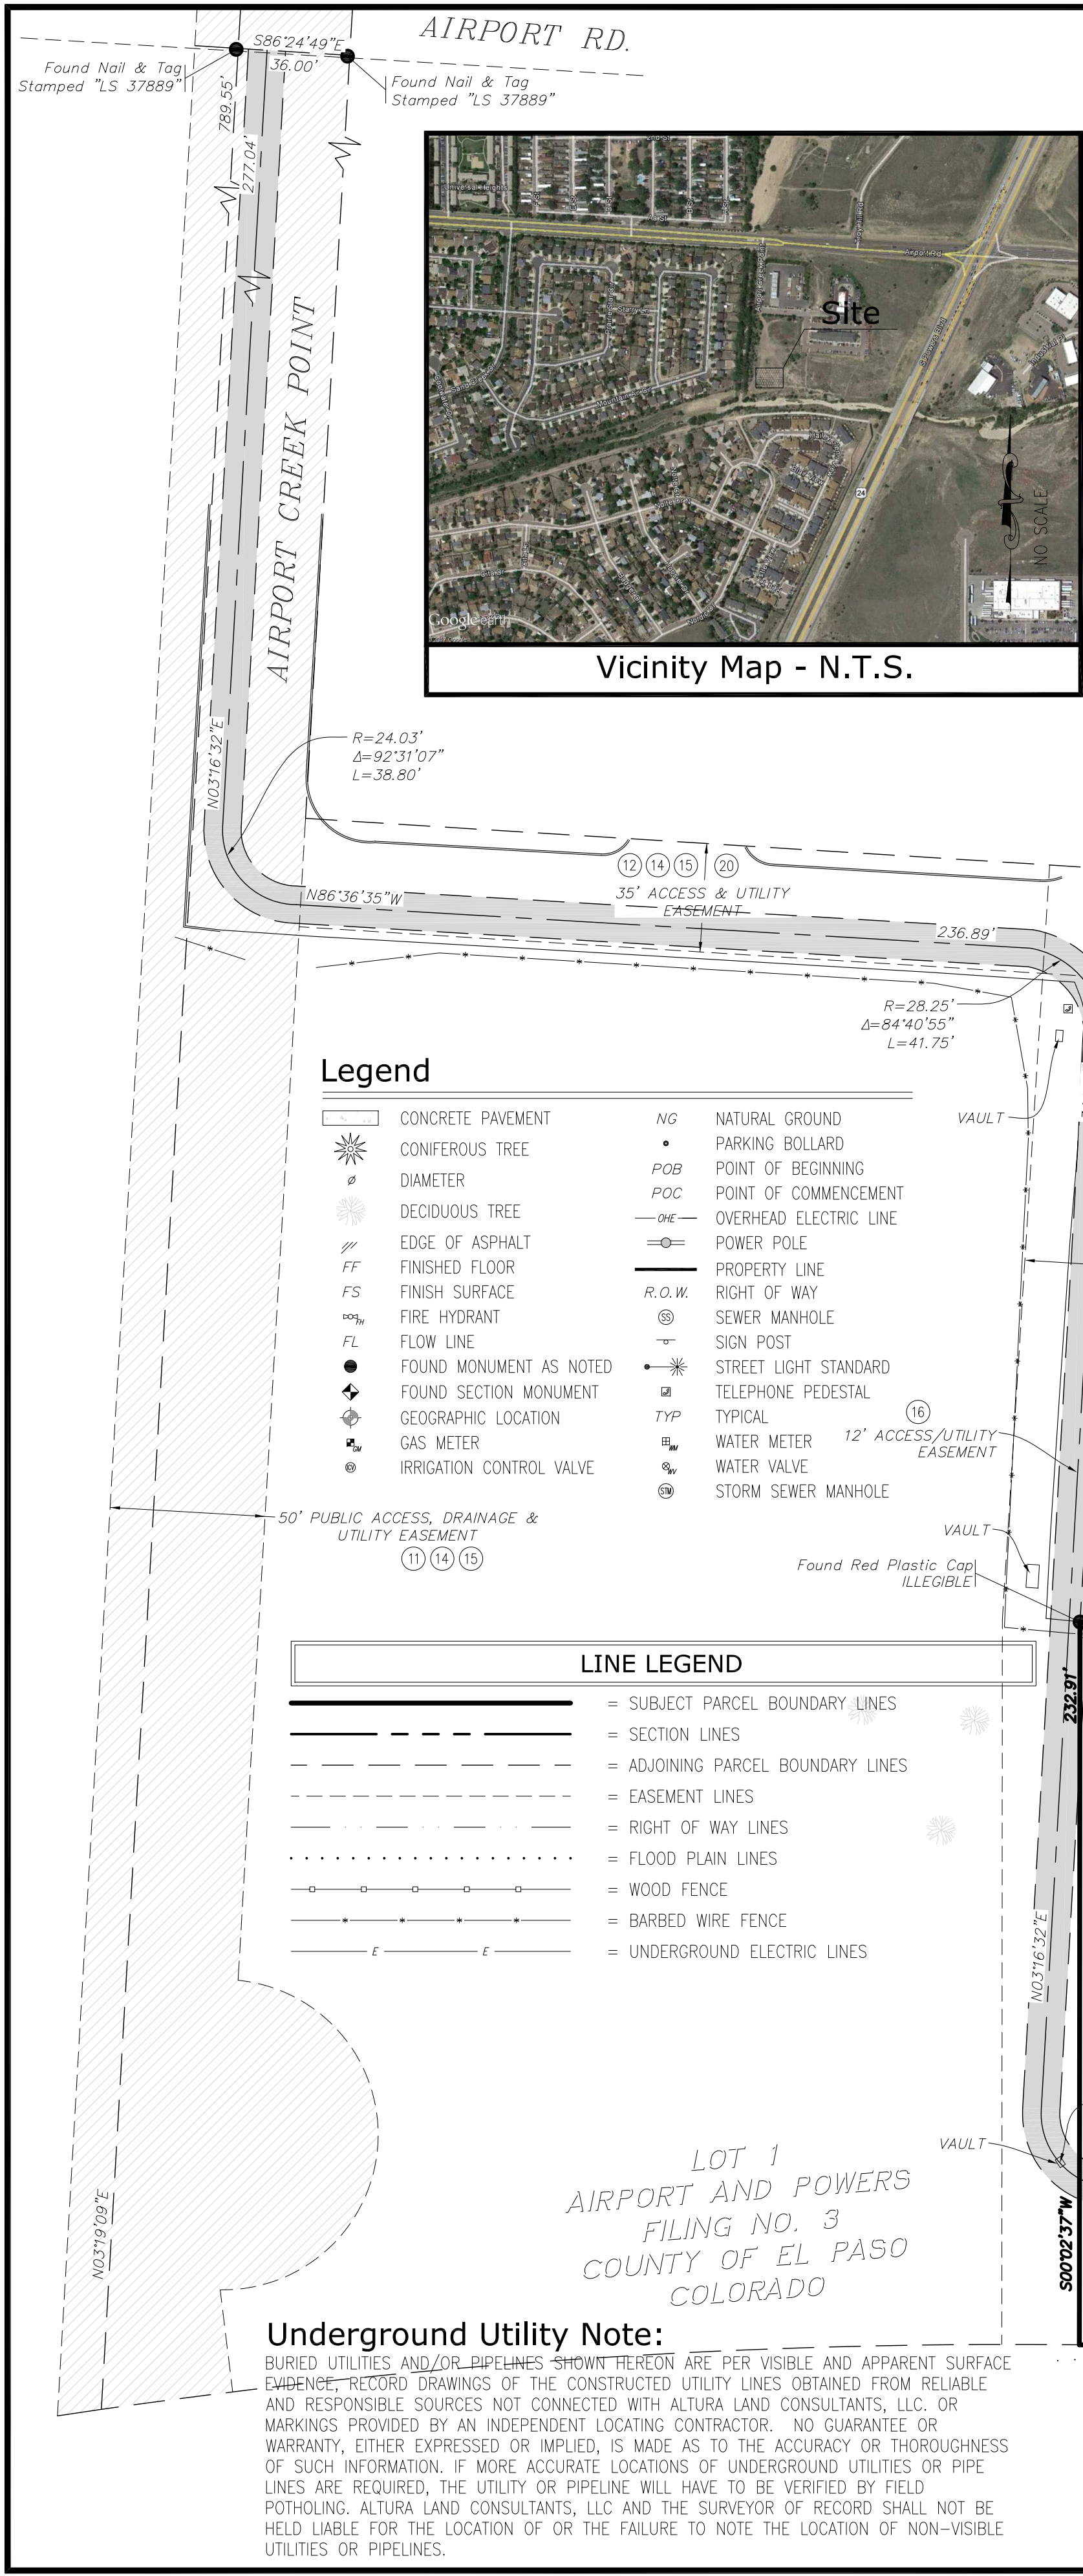 AIRPORT RD.
S86°24'49"E
36.00'
Found Nail & Tag
Stamped "LS 37889"
Found Nail & Tag
Stamped "LS 37889"
789.55'
277.04'
AIRPORT CREEK POINT
Universal Heights
Airport Rd
Site
24
NO SCALE
Google earth
Vicinity Map - N.T.S.
N03°16'32"E
R=24.03'
Δ=92°31'07"
L=38.80'
12 14 15 20
35' ACCESS & UTILITY
EASEMENT
N86°36'35"W
236.89'
R=28.25'
Δ=84°40'55"
L=41.75'
VAULT
Legend
CONCRETE PAVEMENT
CONIFEROUS TREE
Ø DIAMETER
DECIDUOUS TREE
EDGE OF ASPHALT
FF FINISHED FLOOR
FS FINISH SURFACE
FH FIRE HYDRANT
FL FLOW LINE
FOUND MONUMENT AS NOTED
FOUND SECTION MONUMENT
GEOGRAPHIC LOCATION
GM GAS METER
ICV IRRIGATION CONTROL VALVE
NG NATURAL GROUND
PARKING BOLLARD
POB POINT OF BEGINNING
POC POINT OF COMMENCEMENT
OHE OVERHEAD ELECTRIC LINE
POWER POLE
PROPERTY LINE
R.O.W. RIGHT OF WAY
SS SEWER MANHOLE
SIGN POST
STREET LIGHT STANDARD
TELEPHONE PEDESTAL
TYP TYPICAL
WM WATER METER
WV WATER VALVE
STM STORM SEWER MANHOLE
16
12' ACCESS/UTILITY
EASEMENT
50' PUBLIC ACCESS, DRAINAGE &
UTILITY EASEMENT
11 14 15
VAULT
Found Red Plastic Cap
ILLEGIBLE
232.91'
LINE LEGEND
= SUBJECT PARCEL BOUNDARY LINES
= SECTION LINES
= ADJOINING PARCEL BOUNDARY LINES
= EASEMENT LINES
= RIGHT OF WAY LINES
= FLOOD PLAIN LINES
= WOOD FENCE
= BARBED WIRE FENCE
E E = UNDERGROUND ELECTRIC LINES
N03°16'32"E
VAULT
S00°02'37"W
N03°19'09"E
LOT 1
AIRPORT AND POWERS
FILING NO. 3
COUNTY OF EL PASO
COLORADO
Underground Utility Note:
BURIED UTILITIES AND/OR PIPELINES SHOWN HEREON ARE PER VISIBLE AND APPARENT SURFACE
EVIDENCE, RECORD DRAWINGS OF THE CONSTRUCTED UTILITY LINES OBTAINED FROM RELIABLE
AND RESPONSIBLE SOURCES NOT CONNECTED WITH ALTURA LAND CONSULTANTS, LLC. OR
MARKINGS PROVIDED BY AN INDEPENDENT LOCATING CONTRACTOR. NO GUARANTEE OR
WARRANTY, EITHER EXPRESSED OR IMPLIED, IS MADE AS TO THE ACCURACY OR THOROUGHNESS
OF SUCH INFORMATION. IF MORE ACCURATE LOCATIONS OF UNDERGROUND UTILITIES OR PIPE
LINES ARE REQUIRED, THE UTILITY OR PIPELINE WILL HAVE TO BE VERIFIED BY FIELD
POTHOLING. ALTURA LAND CONSULTANTS, LLC AND THE SURVEYOR OF RECORD SHALL NOT BE
HELD LIABLE FOR THE LOCATION OF OR THE FAILURE TO NOTE THE LOCATION OF NON-VISIBLE
UTILITIES OR PIPELINES.